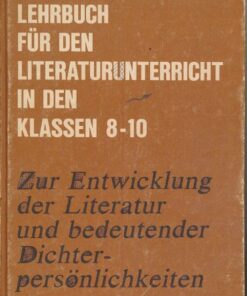 LEHRBUCH
FÜR DEN
LITERATURUNTERRICHT
IN DEN
KLASSEN 8-10
Zur Entwicklung
der Literatur
und bedeutender
Dichter-
persönlichkeiten